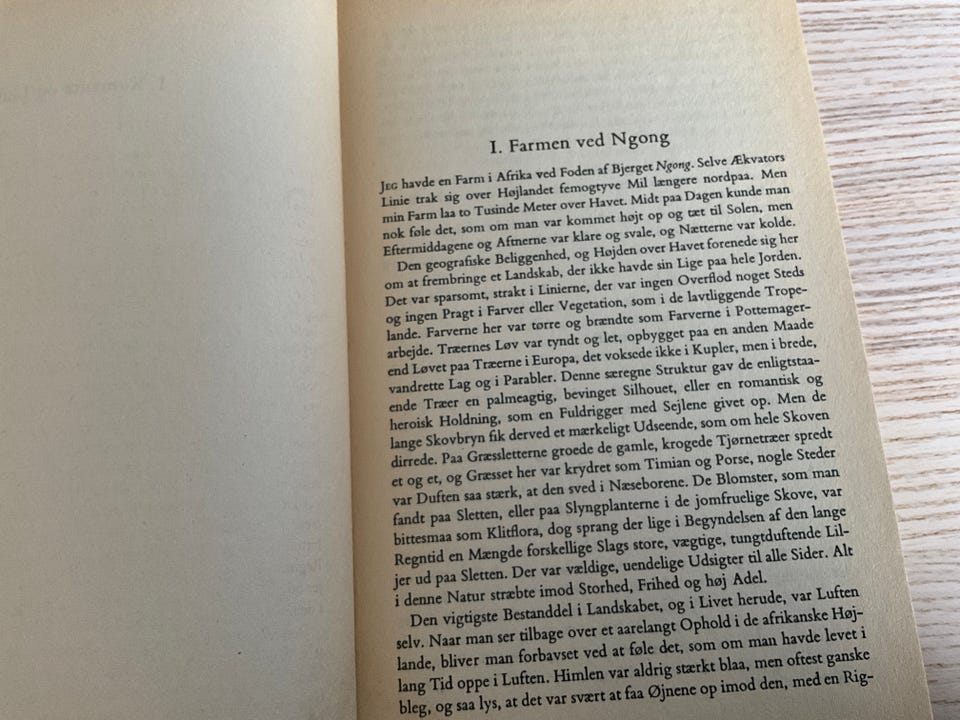 I. Farmen ved Ngong
Jeg havde en Farm i Afrika ved Foden af Bjerget Ngong. Selve Ækvators
Linie trak sig over Højlandet femogtyve Mil længere nordpaa. Men
min Farm laa to Tusinde Meter over Havet. Midt paa Dagen kunde man
nok føle det, som om man var kommet højt op og tæt til Solen, men
Eftermiddagene og Aftnerne var klare og svale, og Nætterne var kolde.
Den geografiske Beliggenhed, og Højden over Havet forenede sig her
om at frembringe et Landskab, der ikke havde sin Lige paa hele Jorden.
Det var sparsomt, strakt i Linierne, der var ingen Overflod noget Steds
og ingen Pragt i Farver eller Vegetation, som i de lavtliggende Trope-
lande. Farverne her var tørre og brændte som Farverne i Pottemager-
arbejde. Træernes Løv var tyndt og let, opbygget paa en anden Maade
end Løvet paa Træerne i Europa, det voksede ikke i Kupler, men i brede,
vandrette Lag og i Parabler. Denne særegne Struktur gav de enligtstaa-
ende Træer en palmeagtig, bevinget Silhouet, eller en romantisk og
heroisk Holdning, som en Fuldrigger med Sejlene givet op. Men de
lange Skovbryn fik derved et mærkeligt Udseende, som om hele Skoven
dirrede. Paa Græssletterne groede de gamle, krogede Tjørnetræer spredt
et og et, og Græsset her var krydret som Timian og Porse, nogle Steder
var Duften saa stærk, at den sved i Næseborene. De Blomster, som man
fandt paa Sletten, eller paa Slyngplanterne i de jomfruelige Skove, var
bittesmaa som Klitflora, dog sprang der lige i Begyndelsen af den lange
Regntid en Mængde forskellige Slags store, vægtige, tungtduftende Lil-
jer ud paa Sletten. Der var vældige, uendelige Udsigter til alle Sider. Alt
i denne Natur stræbte imod Storhed, Frihed og høj Adel.
Den vigtigste Bestanddel i Landskabet, og i Livet herude, var Luften
selv. Naar man ser tilbage over et aarelangt Ophold i de afrikanske Høj-
lande, bliver man forbavset ved at føle det, som om man havde levet i
lang Tid oppe i Luften. Himlen var aldrig stærkt blaa, men oftest ganske
bleg, og saa lys, at det var svært at faa Øjnene op imod den, med en Rig-